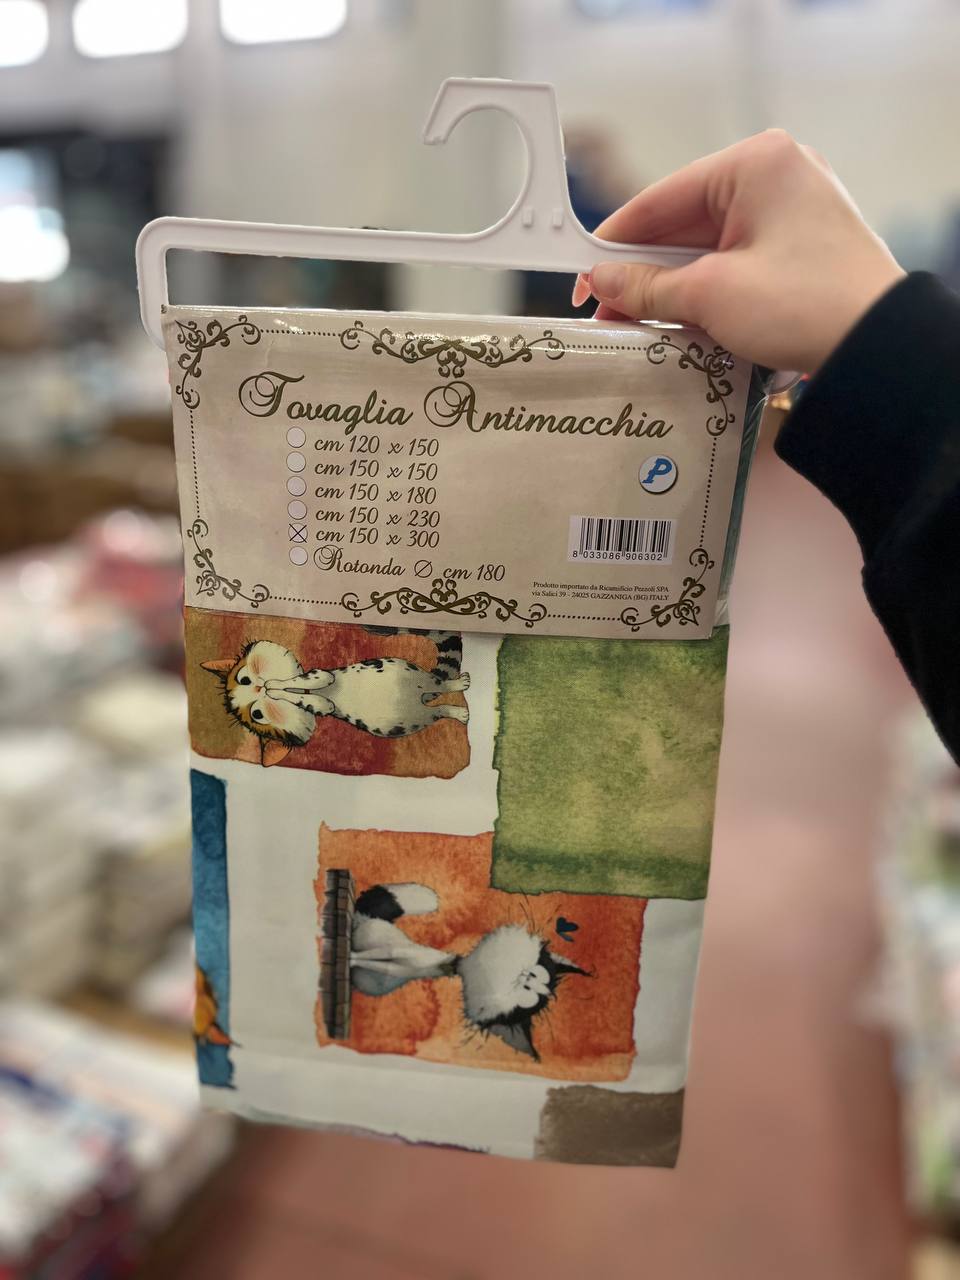 Tovaglia Antimacchia
cm 120 x 150
cm 150 x 150
cm 150 x 180
cm 150 x 230
cm 150 x 300
Rotonda Ø cm 180
P
8 033086 906302
Prodotto importato da Ricamificio Pezzoli SPA
via Salici 39 - 24025 GAZZANIGA (BG) ITALY